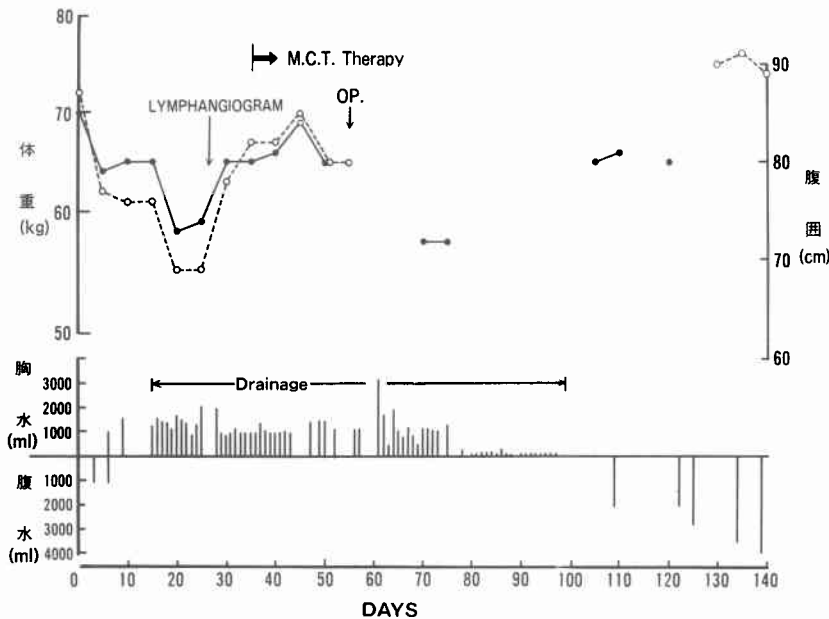 80
70
60
50
体
重
(kg)
M.C.T. Therapy
LYMPHANGIOGRAM
OP.
90
80
70
60
腹
囲
(cm)
胸
水
(ml)
3000
2000
1000
Drainage
腹
水
(ml)
1000
2000
3000
4000
0 10 20 30 40 50 60 70 80 90 100 110 120 130 140
DAYS